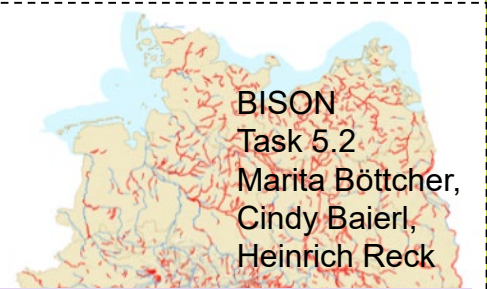 BISON
Task 5.2
Marita Böttcher,
Cindy Baierl,
Heinrich Reck